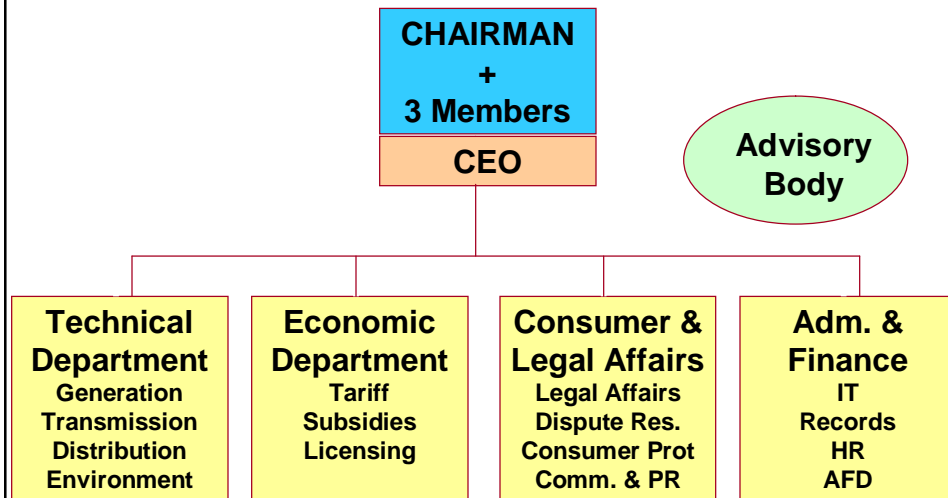 CHAIRMAN
+
3 Members
CEO
Advisory
Body
Technical
Department
Generation
Transmission
Distribution
Environment
Economic
Department
Tariff
Subsidies
Licensing
Consumer &
Legal Affairs
Legal Affairs
Dispute Res.
Consumer Prot
Comm. & PR
Adm. &
Finance
IT
Records
HR
AFD